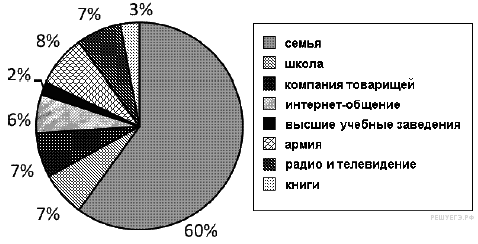 3%
7%
8%
2%
6%
7%
7%
60%
семья
школа
компания товарищей
интернет-общение
высшие учебные заведения
армия
радио и телевидение
книги
РЕШУЕГЭ.РФ